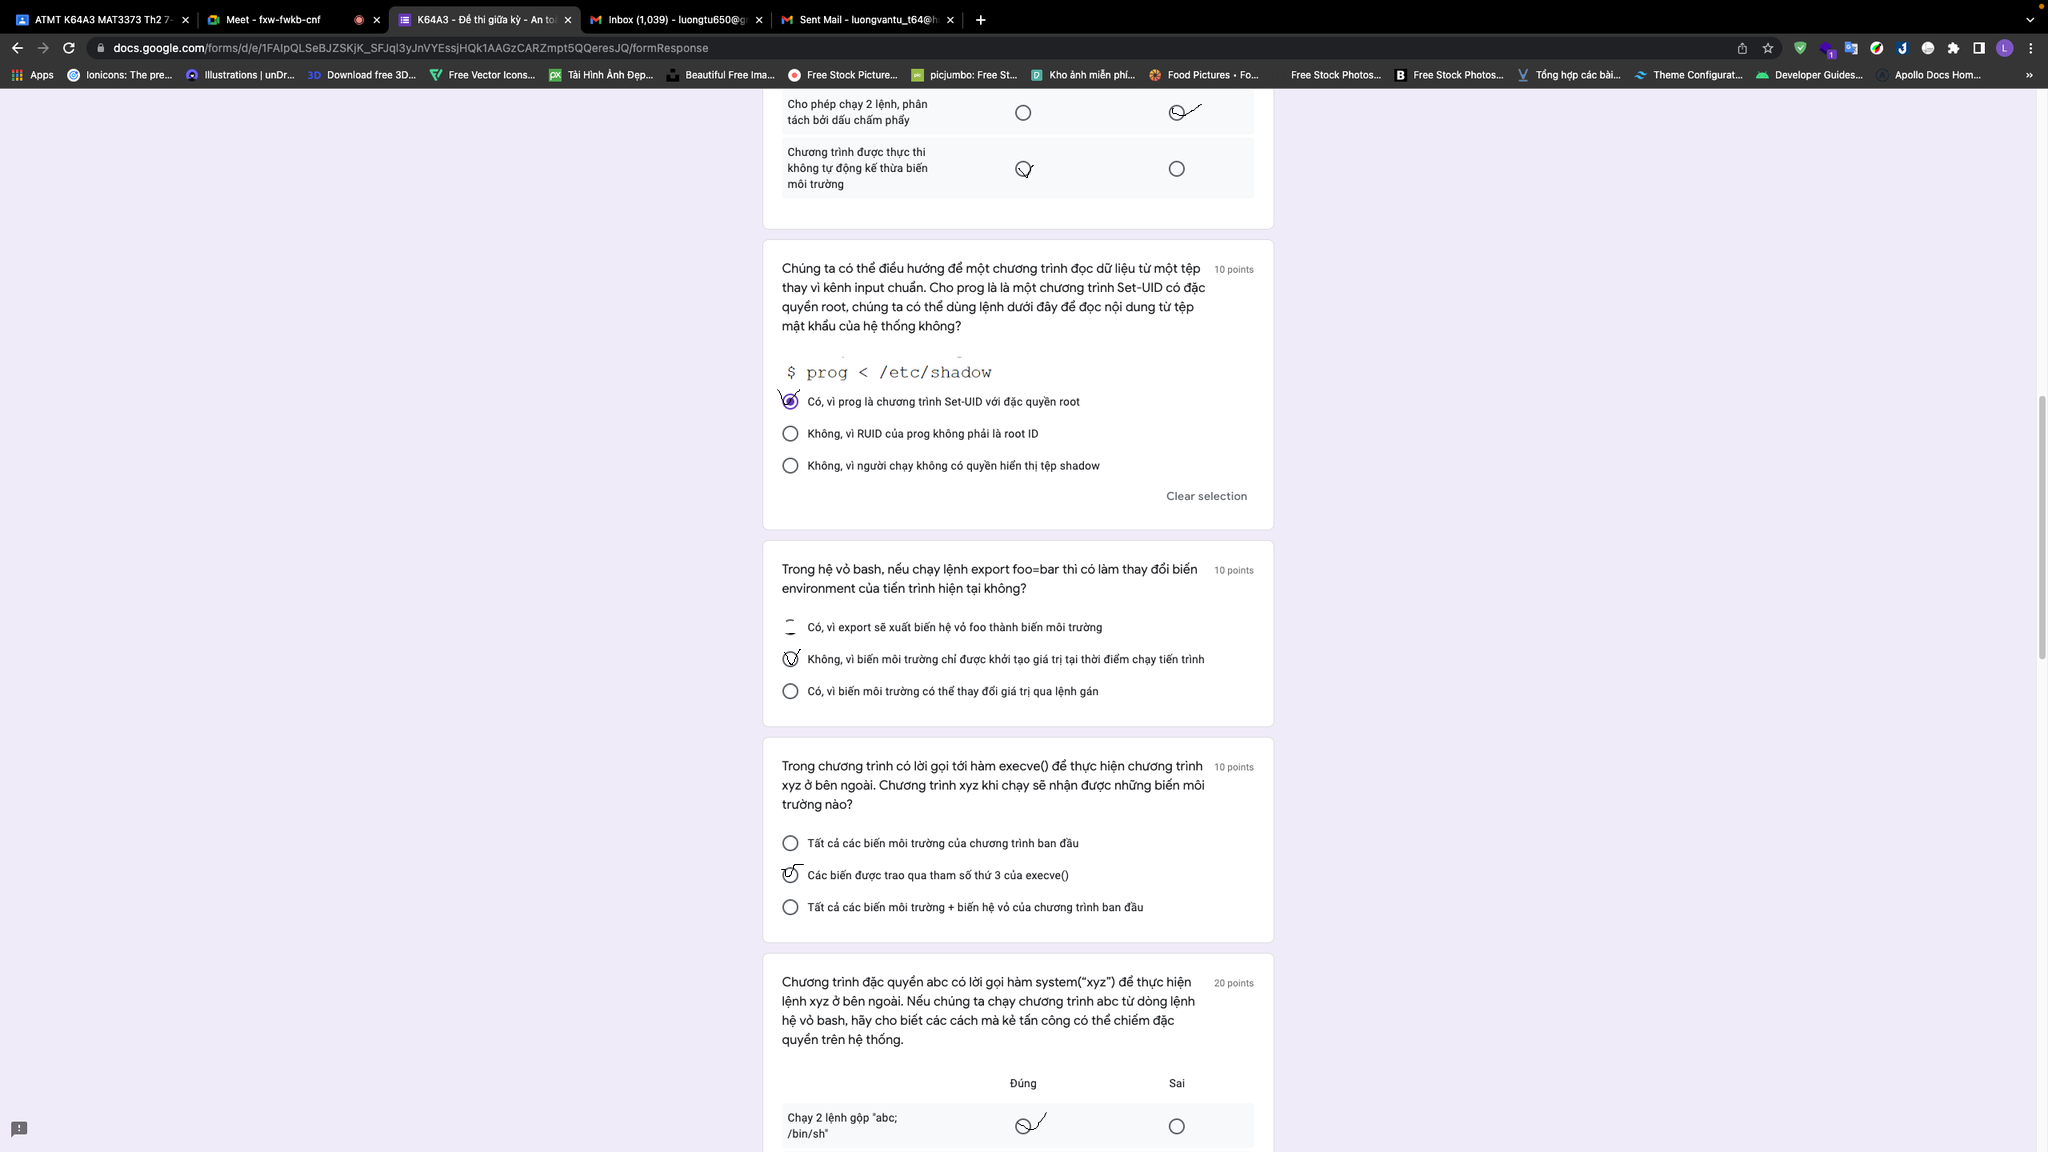 ATMT K64A3 MAT3373 Th2 7-
Meet - fxw-fwkb-cnf
K64A3 - Đề thi giữa kỳ - An to
Inbox (1,039) - luongtu650@g
Sent Mail - luongvantu_t64@h
docs.google.com/forms/d/e/1FAIpQLSeBJZSKjK_SFJqI3yJnVYEssjHQk1AAGzCARZmpt5QQeresJQ/formResponse
L
Apps
Ionicons: The pre...
Illustrations | unDr...
3D Download free 3D...
Free Vector Icons...
Tải Hình Ảnh Đẹp...
Beautiful Free Ima...
Free Stock Picture...
picjumbo: Free St...
Kho ảnh miễn phí...
Food Pictures • Fo...
Free Stock Photos...
Free Stock Photos...
Tổng hợp các bài...
Theme Configurat...
Developer Guides...
Apollo Docs Hom...
»
Cho phép chạy 2 lệnh, phân
tách bởi dấu chấm phẩy
Chương trình được thực thi
không tự động kế thừa biến
môi trường
Chúng ta có thể điều hướng để một chương trình đọc dữ liệu từ một tệp
10 points
thay vì kênh input chuẩn. Cho prog là là một chương trình Set-UID có đặc
quyền root, chúng ta có thể dùng lệnh dưới đây để đọc nội dung từ tệp
mật khẩu của hệ thống không?
$ prog < /etc/shadow
Có, vì prog là chương trình Set-UID với đặc quyền root
Không, vì RUID của prog không phải là root ID
Không, vì người chạy không có quyền hiển thị tệp shadow
Clear selection
Trong hệ vỏ bash, nếu chạy lệnh export foo=bar thì có làm thay đổi biến
10 points
environment của tiến trình hiện tại không?
Có, vì export sẽ xuất biến hệ vỏ foo thành biến môi trường
Không, vì biến môi trường chỉ được khởi tạo giá trị tại thời điểm chạy tiến trình
Có, vì biến môi trường có thể thay đổi giá trị qua lệnh gán
Trong chương trình có lời gọi tới hàm execve() để thực hiện chương trình
10 points
xyz ở bên ngoài. Chương trình xyz khi chạy sẽ nhận được những biến môi
trường nào?
Tất cả các biến môi trường của chương trình ban đầu
Các biến được trao qua tham số thứ 3 của execve()
Tất cả các biến môi trường + biến hệ vỏ của chương trình ban đầu
Chương trình đặc quyền abc có lời gọi hàm system(“xyz”) để thực hiện
20 points
lệnh xyz ở bên ngoài. Nếu chúng ta chạy chương trình abc từ dòng lệnh
hệ vỏ bash, hãy cho biết các cách mà kẻ tấn công có thể chiếm đặc
quyền trên hệ thống.
Đúng Sai
Chạy 2 lệnh gộp "abc;
/bin/sh"